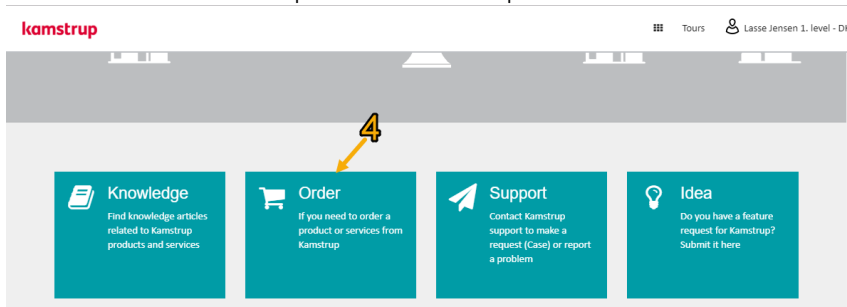 kamstrup
Tours
Lasse Jensen 1. level - DK
4
Knowledge
Find knowledge articles
related to Kamstrup
products and services
Order
If you need to order a
product or services from
Kamstrup
Support
Contact Kamstrup
support to make a
request (Case) or report
a problem
Idea
Do you have a feature
request for Kamstrup?
Submit it here